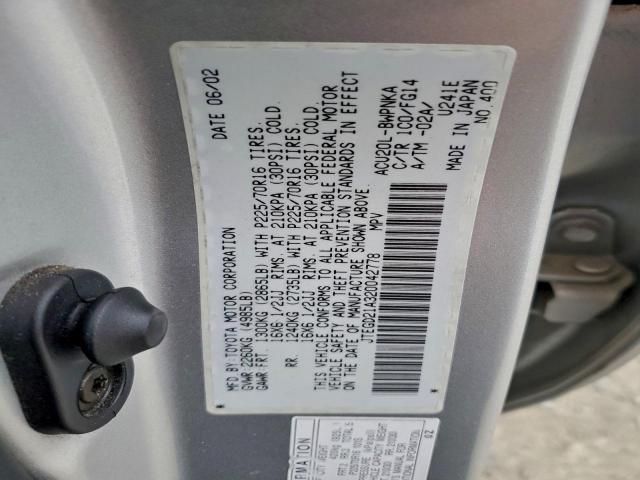 DATE 06/02
MFD. BY: TOYOTA MOTOR CORPORATION
GVWR 2260KG (4985LB)
GAWR FRT. 1300KG (2865LB) WITH P225/70R16 TIRES.
16X6 1/2JJ RIMS. AT 210KPA (30PSI) COLD.
RR. 1240KG (2735LB) WITH P225/70R16 TIRES.
16X6 1/2JJ RIMS. AT 210KPA (30PSI) COLD.
THIS VEHICLE CONFORMS TO ALL APPLICABLE FEDERAL MOTOR
VEHICLE SAFETY, AND THEFT PREVENTION STANDARDS IN EFFECT
ON THE DATE OF MANUFACTURE SHOWN ABOVE.
JTEGD21A320042778 MPV
ACU20L-BWPNKA
C/TR 1C0/FG14
A/TM -02A/ U241E
MADE IN JAPAN
NO. 400
TOTAL 5